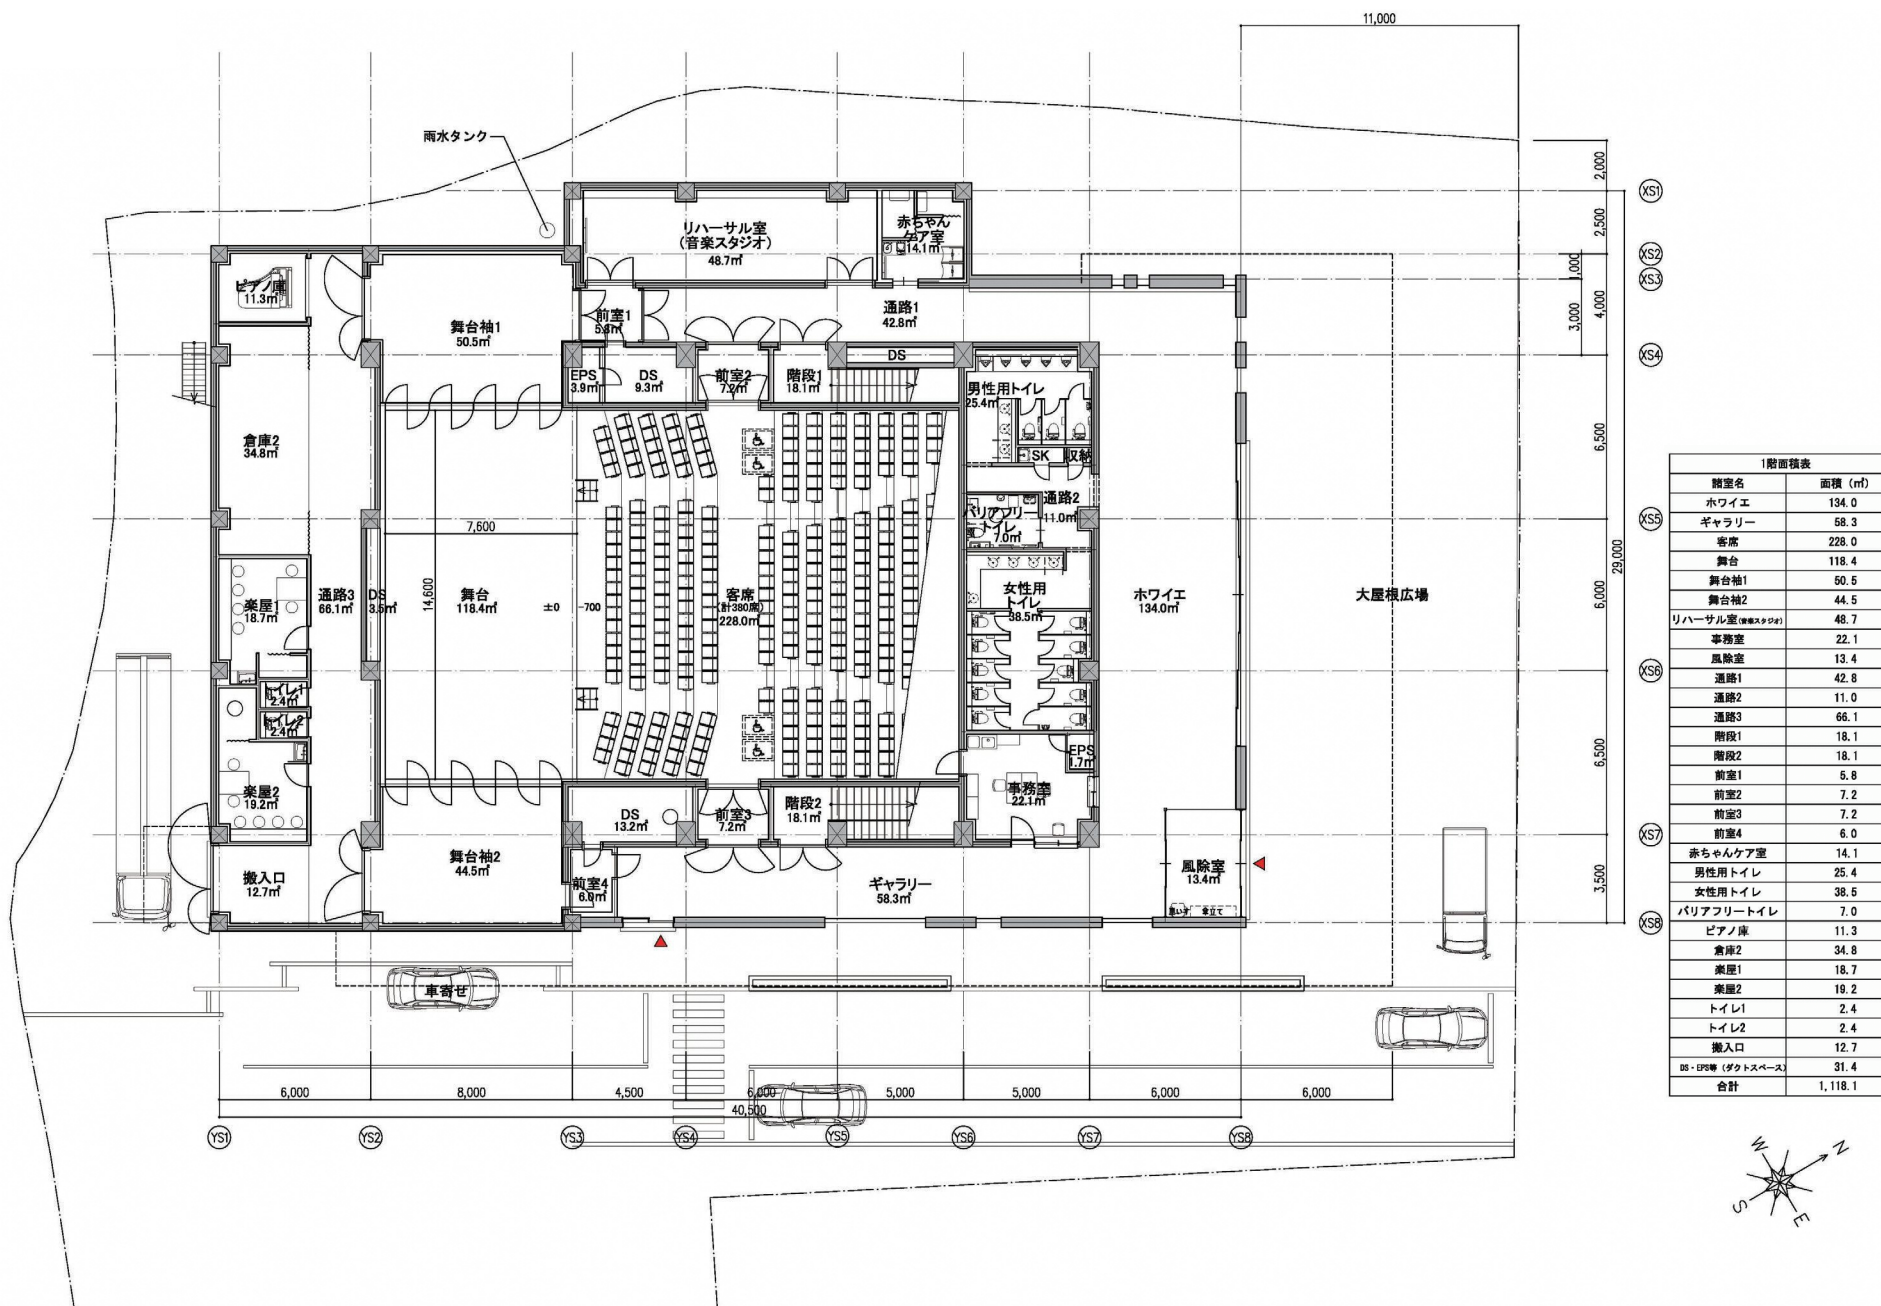 11,000
雨水タンク
2,000
XS1
2,500
リハーサル室
(音楽スタジオ)
48.7㎡
赤ちゃん
ケア室
14.1㎡
XS2
1,000
XS3
4,000
3,000
ピアノ庫
11.3㎡
舞台袖1
50.5㎡
前室1
5.8㎡
通路1
42.8㎡
XS4
EPS
3.9㎡
DS
9.3㎡
前室2
7.2㎡
階段1
18.1㎡
DS
男性用トイレ
25.4㎡
SK
収納
6,500
倉庫2
34.8㎡
通路2
11.0㎡
バリアフリー
トイレ
7.0㎡
XS5
7,600
14,600
29,000
楽屋1
18.7㎡
通路3
66.1㎡
DS
3.5㎡
舞台
118.4㎡
±0
-700
客席
(計380席)
228.0㎡
女性用
トイレ
38.5㎡
ホワイエ
134.0㎡
大屋根広場
6,000
XS6
トイレ1
2.4㎡
トイレ2
2.4㎡
楽屋2
19.2㎡
EPS
1.7㎡
事務室
22.1㎡
6,500
DS
13.2㎡
前室3
7.2㎡
階段2
18.1㎡
XS7
搬入口
12.7㎡
舞台袖2
44.5㎡
前室4
6.0㎡
ギャラリー
58.3㎡
風除室
13.4㎡
車いす
傘立て
3,500
XS8
車寄せ
6,000
8,000
4,500
6,000
5,000
5,000
6,000
6,000
40,500
YS1
YS2
YS3
YS4
YS5
YS6
YS7
YS8
1階面積表
諸室名 面積(㎡)
ホワイエ 134.0
ギャラリー 58.3
客席 228.0
舞台 118.4
舞台袖1 50.5
舞台袖2 44.5
リハーサル室(音楽スタジオ) 48.7
事務室 22.1
風除室 13.4
通路1 42.8
通路2 11.0
通路3 66.1
階段1 18.1
階段2 18.1
前室1 5.8
前室2 7.2
前室3 7.2
前室4 6.0
赤ちゃんケア室 14.1
男性用トイレ 25.4
女性用トイレ 38.5
バリアフリートイレ 7.0
ピアノ庫 11.3
倉庫2 34.8
楽屋1 18.7
楽屋2 19.2
トイレ1 2.4
トイレ2 2.4
搬入口 12.7
DS・EPS等(ダクトスペース) 31.4
合計 1,118.1
W
N
S
E